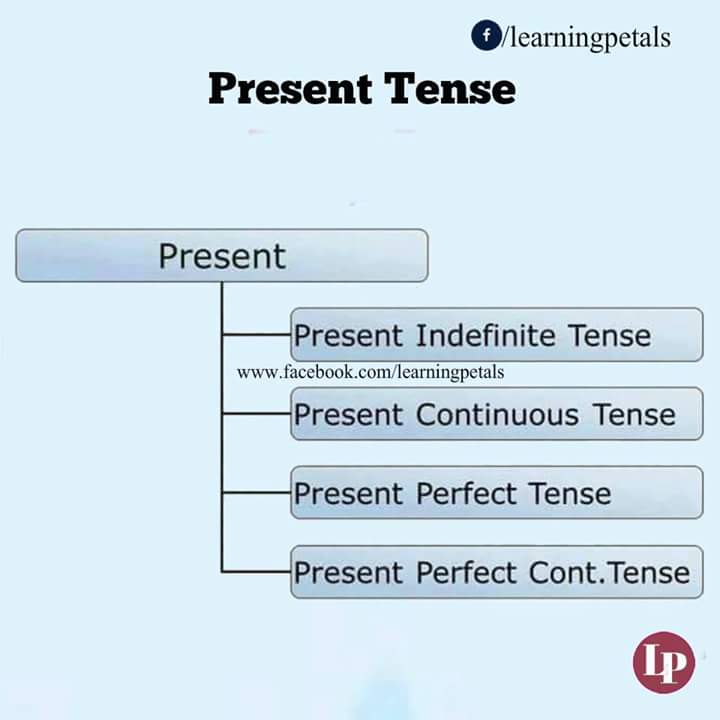 f/learningpetals
Present Tense
Present
Present Indefinite Tense
www.facebook.com/learningpetals
Present Continuous Tense
Present Perfect Tense
Present Perfect Cont.Tense
LP